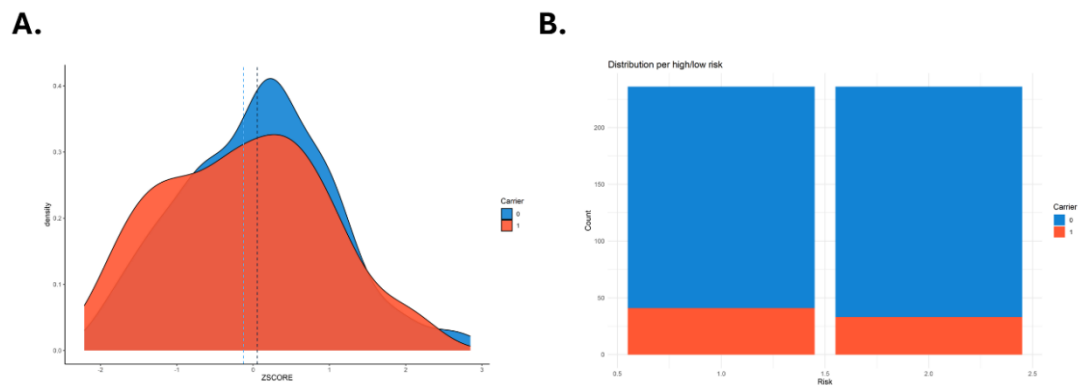 A.
B.
Distribution per high/low risk
0.4
0.3
0.2
0.1
0.0
density
-2
-1
0
1
2
3
ZSCORE
Carrier
0
1
200
150
100
50
0
Count
0.5
1.0
1.5
2.0
2.5
Risk
Carrier
0
1